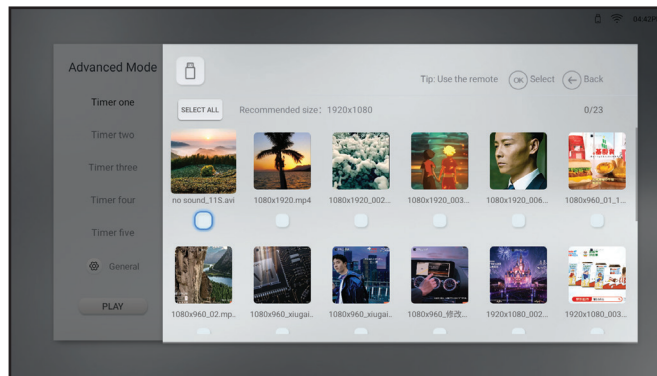 04:42P
Advanced Mode
Tip: Use the remote OK Select Back
Timer one
SELECT ALL Recommended size: 1920x1080 0/23
Timer two
Timer three
Timer four
Timer five
General
PLAY
no sound_11S.avi 1080x1920.mp4 1080x1920_002... 1080x1920_003... 1080x1920_006... 1080x960_01_1...
1080x960_02.mp.. 1080x960_xiugai.. 1080x960_xiugai.. 1080x960_修改... 1920x1080_002... 1920x1080_003...